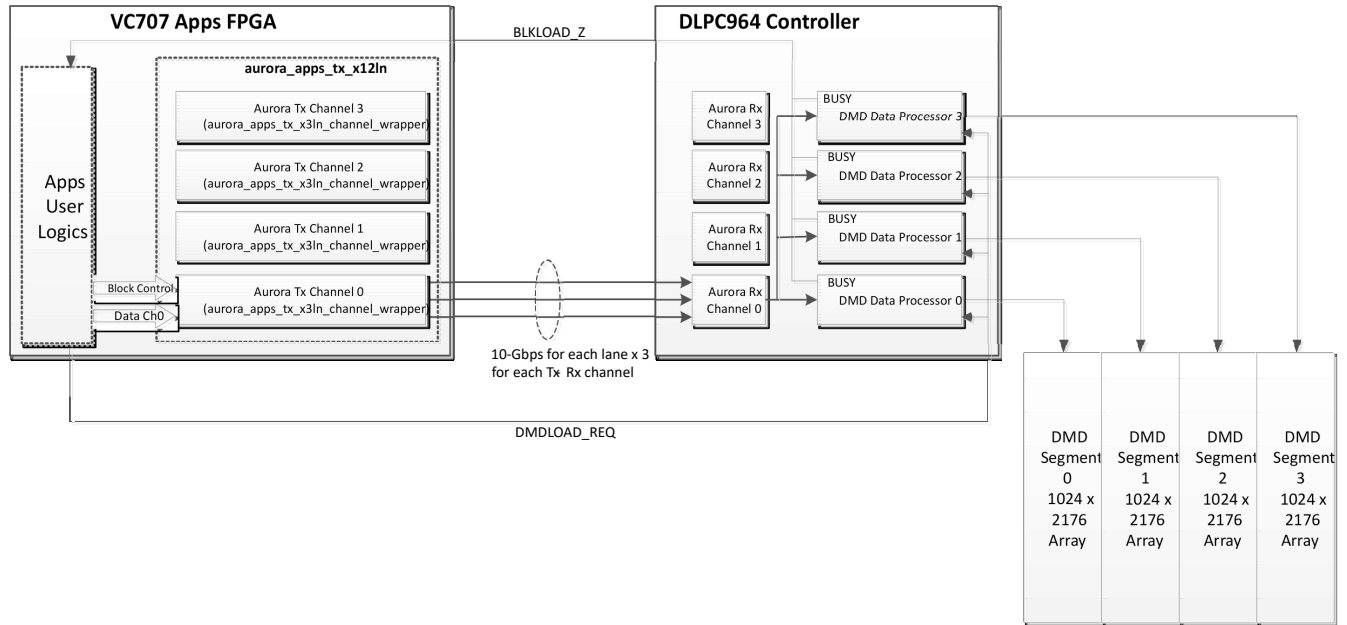 VC707 Apps FPGA
DLPC964 Controller
BLKLOAD_Z
aurora_apps_tx_x12ln
Apps
User
Logics
Aurora Tx Channel 3
(aurora_apps_tx_x3ln_channel_wrapper)
Aurora Tx Channel 2
(aurora_apps_tx_x3ln_channel_wrapper)
Aurora Tx Channel 1
(aurora_apps_tx_x3ln_channel_wrapper)
Block Control
Data Ch0
Aurora Tx Channel 0
(aurora_apps_tx_x3ln_channel_wrapper)
10-Gbps for each lane x 3
for each Tx- Rx channel
Aurora Rx
Channel 3
Aurora Rx
Channel 2
Aurora Rx
Channel 1
Aurora Rx
Channel 0
BUSY
DMD Data Processor 3
BUSY
DMD Data Processor 2
BUSY
DMD Data Processor 1
BUSY
DMD Data Processor 0
DMDLOAD_REQ
DMD
Segment
0
1024 x
2176
Array
DMD
Segment
1
1024 x
2176
Array
DMD
Segment
2
1024 x
2176
Array
DMD
Segment
3
1024 x
2176
Array